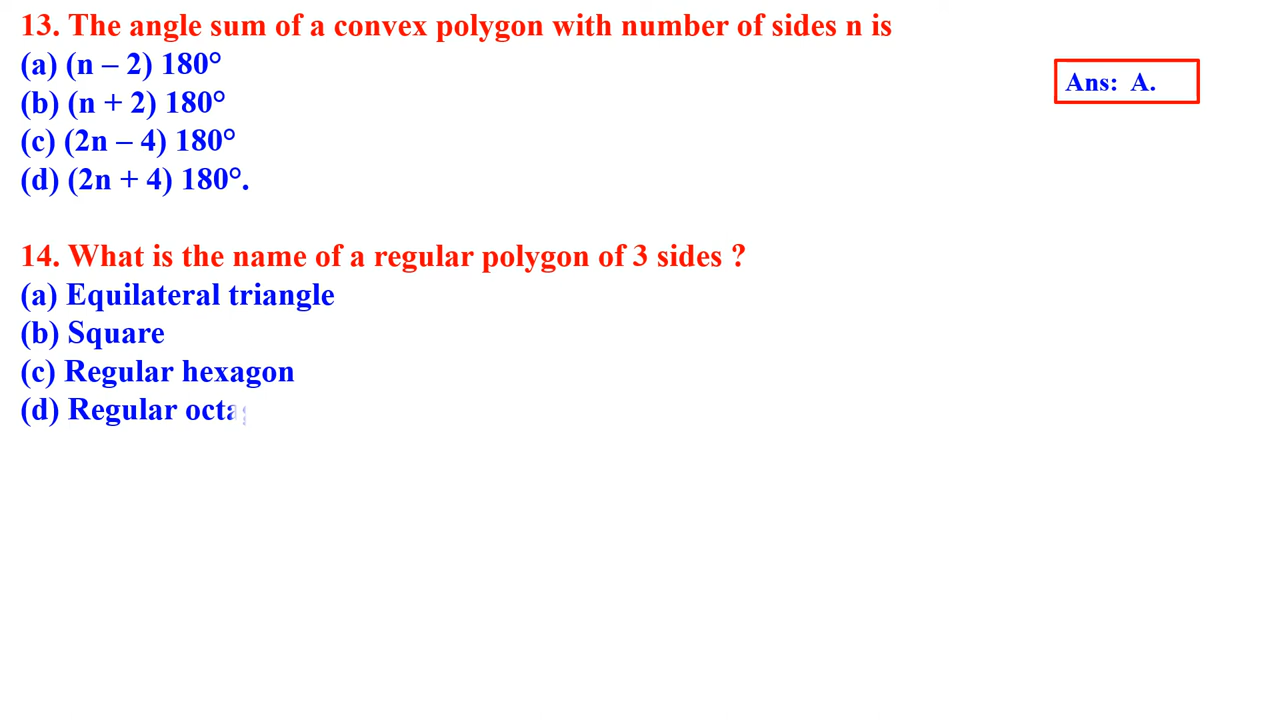 13. The angle sum of a convex polygon with number of sides n is
(a) (n – 2) 180°
(b) (n + 2) 180°
(c) (2n – 4) 180°
(d) (2n + 4) 180°.
Ans: A.
14. What is the name of a regular polygon of 3 sides ?
(a) Equilateral triangle
(b) Square
(c) Regular hexagon
(d) Regular